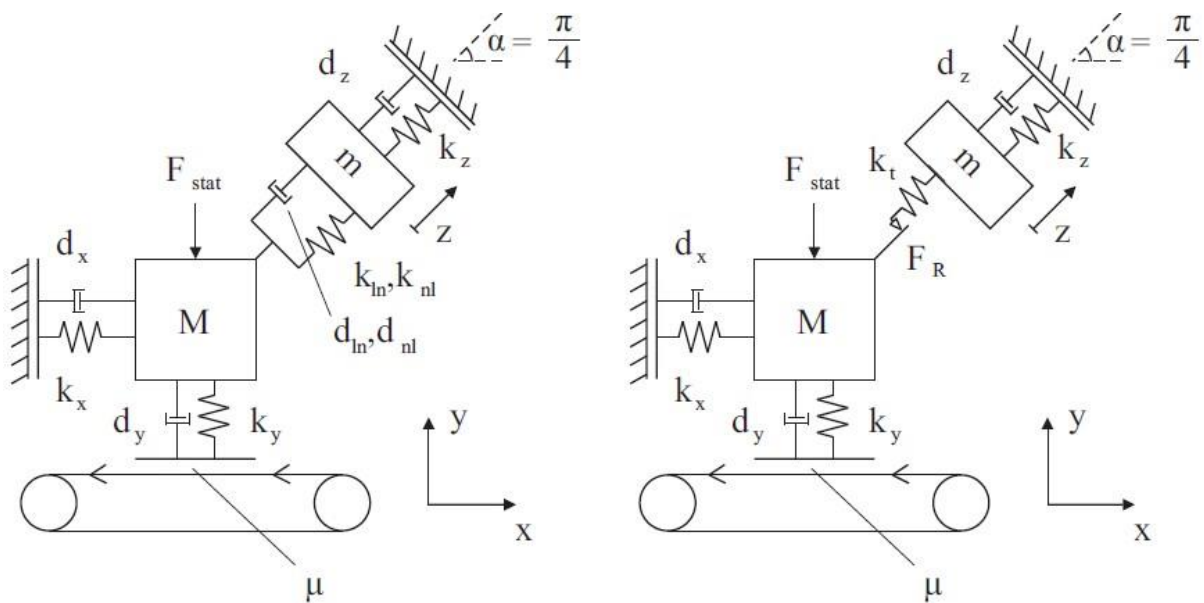 α = π/4
d_z
m
k_z
F_stat
z
d_x
k_ln, k_nl
M
d_ln, d_nl
k_x
d_y
k_y
y
x
μ
α = π/4
d_z
k_t
m
k_z
F_stat
z
d_x
F_R
M
k_x
d_y
k_y
y
x
μ